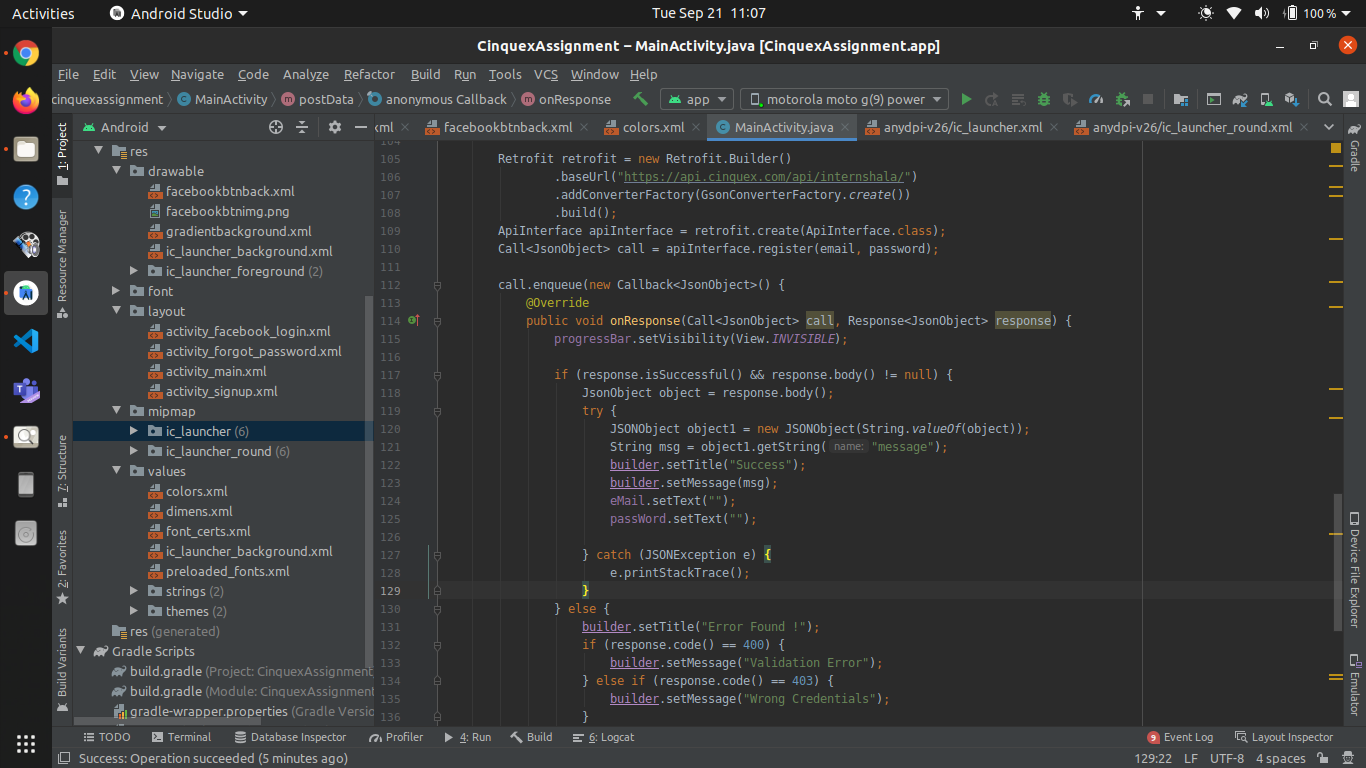 Activities
Android Studio
Tue Sep 21 11:07
100 %
CinquexAssignment – MainActivity.java [CinquexAssignment.app]
File Edit View Navigate Code Analyze Refactor Build Run Tools VCS Window Help
cinquexassignment MainActivity postData anonymous Callback onResponse app motorola moto g(9) power
Android xml facebookbtnback.xml colors.xml MainActivity.java anydpi-v26/ic_launcher.xml anydpi-v26/ic_launcher_round.xml
1: Project
Resource Manager
7: Structure
2: Favorites
Build Variants
res
drawable
facebookbtnback.xml
facebookbtnimg.png
gradientbackground.xml
ic_launcher_background.xml
ic_launcher_foreground (2)
font
layout
activity_facebook_login.xml
activity_forgot_password.xml
activity_main.xml
activity_signup.xml
mipmap
ic_launcher (6)
ic_launcher_round (6)
values
colors.xml
dimens.xml
font_certs.xml
ic_launcher_background.xml
preloaded_fonts.xml
strings (2)
themes (2)
res (generated)
Gradle Scripts
build.gradle (Project: CinquexAssignment
build.gradle (Module: CinquexAssignment
gradle-wrapper.properties (Gradle Versio
104
105 Retrofit retrofit = new Retrofit.Builder()
106 .baseUrl("https://api.cinquex.com/api/internshala/")
107 .addConverterFactory(GsonConverterFactory.create())
108 .build();
109 ApiInterface apiInterface = retrofit.create(ApiInterface.class);
110 Call<JsonObject> call = apiInterface.register(email, password);
111
112 call.enqueue(new Callback<JsonObject>() {
113 @Override
114 public void onResponse(Call<JsonObject> call, Response<JsonObject> response) {
115 progressBar.setVisibility(View.INVISIBLE);
116
117 if (response.isSuccessful() && response.body() != null) {
118 JsonObject object = response.body();
119 try {
120 JSONObject object1 = new JSONObject(String.valueOf(object));
121 String msg = object1.getString( name: "message");
122 builder.setTitle("Success");
123 builder.setMessage(msg);
124 eMail.setText("");
125 passWord.setText("");
126
127 } catch (JSONException e) {
128 e.printStackTrace();
129 }
130 } else {
131 builder.setTitle("Error Found !");
132 if (response.code() == 400) {
133 builder.setMessage("Validation Error");
134 } else if (response.code() == 403) {
135 builder.setMessage("Wrong Credentials");
136 }
Gradle
Device File Explorer
Emulator
TODO Terminal Database Inspector Profiler 4: Run Build 6: Logcat 9 Event Log Layout Inspector
Success: Operation succeeded (5 minutes ago) 129:22 LF UTF-8 4 spaces